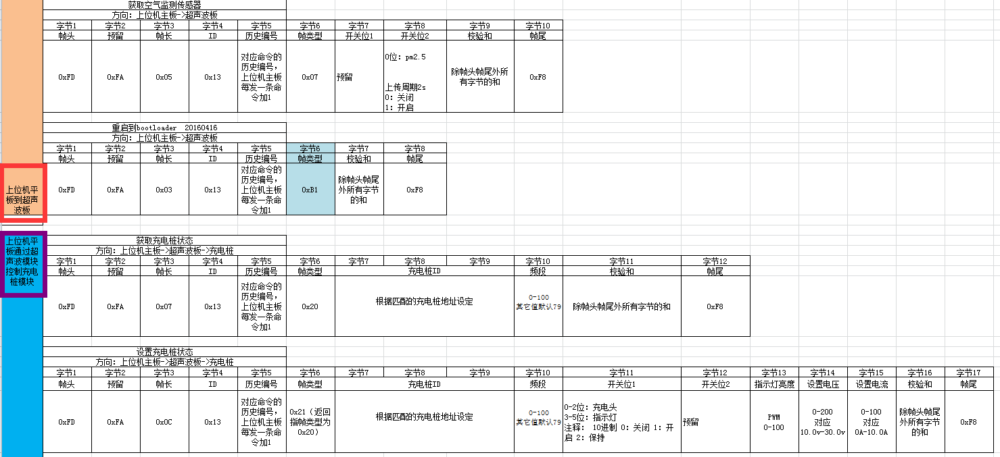 获取空气监测传感器
方向：上位机主板->超声波板
字节1 字节2 字节3 字节4 字节5 字节6 字节7 字节8 字节9 字节10
帧头 预留 帧长 ID 历史编号 帧类型 开关位1 开关位2 校验和 帧尾
0xFD 0xFA 0x05 0x13
对应命令的
历史编号，
上位机主板
每发一条命
令加1
0x07 预留
0位：pm2.5
上传周期2s
0：关闭
1：开启
除帧头帧尾外所
有字节的和
0xF8
重启到bootloader 20160416
方向：上位机主板->超声波板
字节1 字节2 字节3 字节4 字节5 字节6 字节7 字节8
帧头 预留 帧长 ID 历史编号 帧类型 校验和 帧尾
上位机平
板到超声
波板
0xFD 0xFA 0x03 0x13
对应命令的
历史编号，
上位机主板
每发一条命
令加1
0xB1
除帧头帧尾
外所有字节
的和
0xF8
上位机平
板通过超
声波模块
控制充电
桩模块
获取充电桩状态
方向：上位机主板->超声波板->充电桩
字节1 字节2 字节3 字节4 字节5 字节6 字节7 字节8 字节9 字节10 字节11 字节12
帧头 预留 帧长 ID 历史编号 帧类型 充电桩ID 频段 校验和 帧尾
0xFD 0xFA 0x07 0x13
对应命令的
历史编号，
上位机主板
每发一条命
令加1
0x20 根据匹配的充电桩地址设定
0-100
其它值默认79
除帧头帧尾外所有字节的和 0xF8
设置充电桩状态
方向：上位机主板->超声波板->充电桩
字节1 字节2 字节3 字节4 字节5 字节6 字节7 字节8 字节9 字节10 字节11 字节12 字节13 字节14 字节15 字节16 字节17
帧头 预留 帧长 ID 历史编号 帧类型 充电桩ID 频段 开关位1 开关位2 指示灯亮度 设置电压 设置电流 校验和 帧尾
0xFD 0xFA 0x0C 0x13
对应命令的
历史编号，
上位机主板
每发一条命
令加1
0x21（返回
指帧类型为
0x20）
根据匹配的充电桩地址设定
0-100
其它值默认79
0-2位：充电头
3-5位：指示灯
注释： 10进制 0：关闭 1：开
启 2：保持
预留
PWM
0-100
0-200
对应
10.0v-30.0v
0-100
对应
0A-10.0A
除帧头帧尾
外所有字节
的和
0xF8